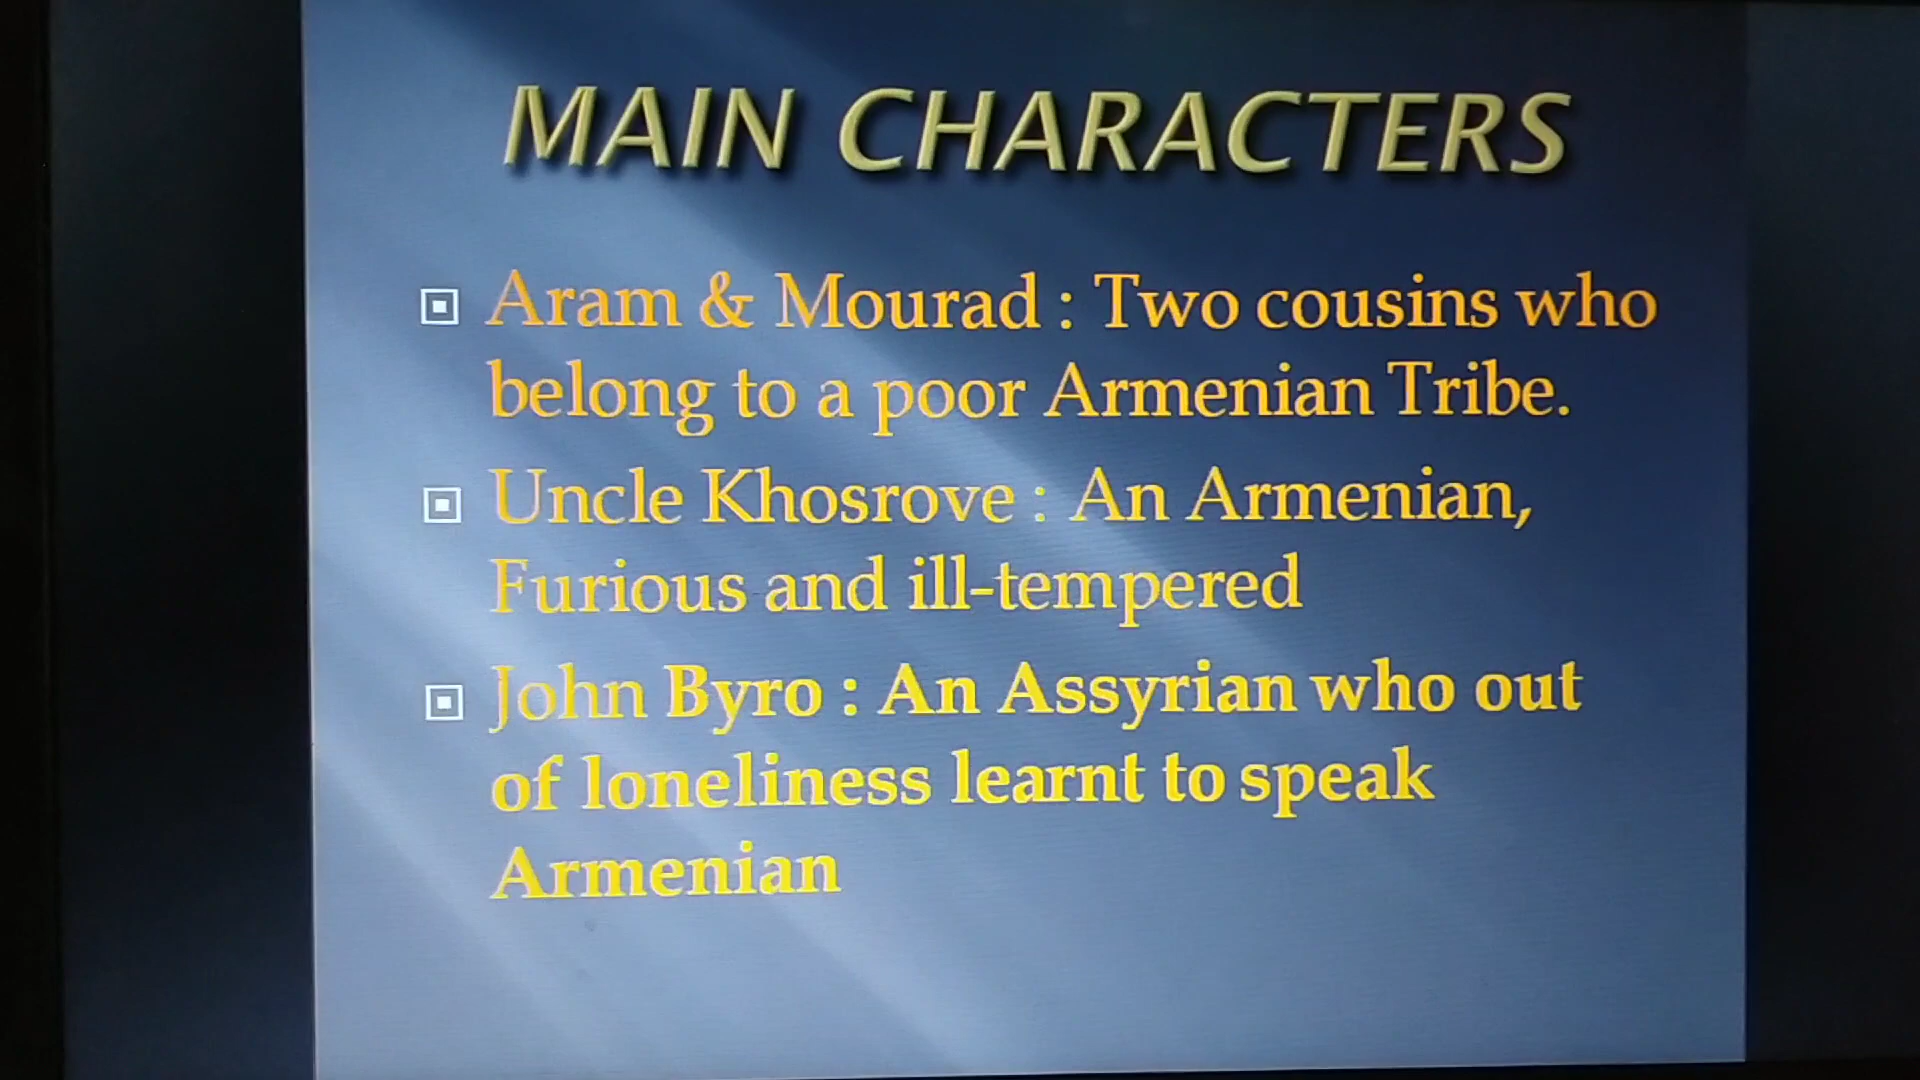 MAIN CHARACTERS
Aram & Mourad : Two cousins who
belong to a poor Armenian Tribe.
Uncle Khosrove : An Armenian,
Furious and ill-tempered
John Byro : An Assyrian who out
of loneliness learnt to speak
Armenian